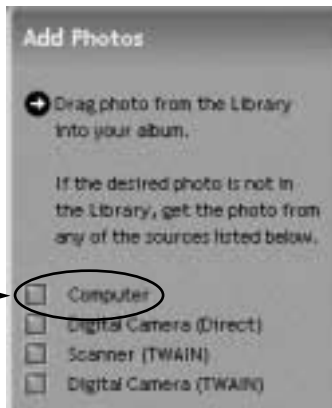 Add Photos
Drag photo from the Library
into your album.
If the desired photo is not in
the Library, get the photo from
any of the sources listed below.
Computer
Digital Camera (Direct)
Scanner (TWAIN)
Digital Camera (TWAIN)